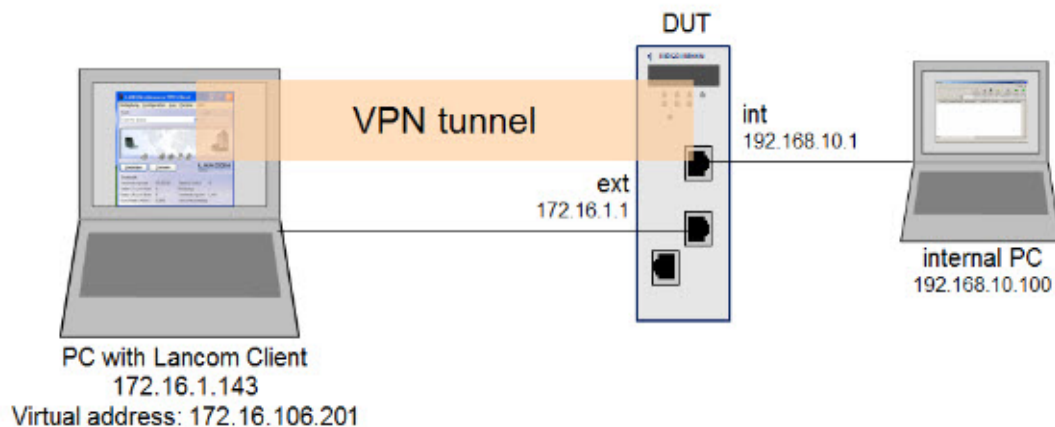 DUT
VPN tunnel
int
192.168.10.1
ext
172.16.1.1
LANCOM
internal PC
192.168.10.100
PC with Lancom Client
172.16.1.143
Virtual address: 172.16.106.201